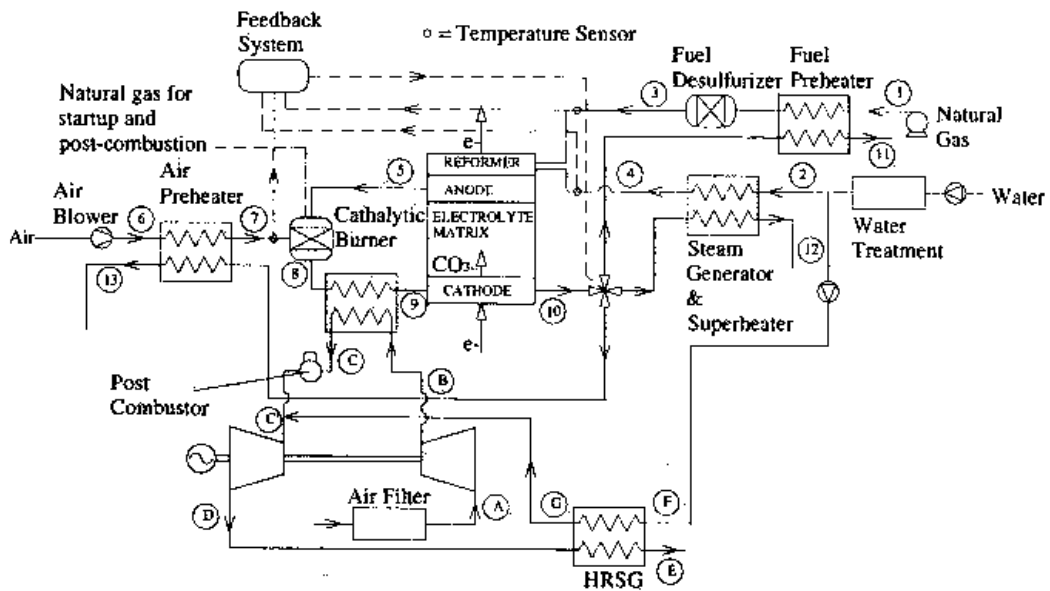 Feedback
System
o = Temperature Sensor
Fuel
Desulfurizer
Fuel
Preheater
Natural gas for
startup and
post-combustion
3
1
Natural
Gas
11
e-
REFORMER
ANODE
ELECTROLYTE
MATRIX
CO3-
CATHODE
e-
5
4
2
Water
Water
Treatment
12
Steam
Generator
&
Superheater
Air
Preheater
Air
Blower
6
7
Air
Cathalytic
Burner
8
13
9
10
C
B
Post
Combustor
C'
Air Filter
A
D
G
F
E
HRSG